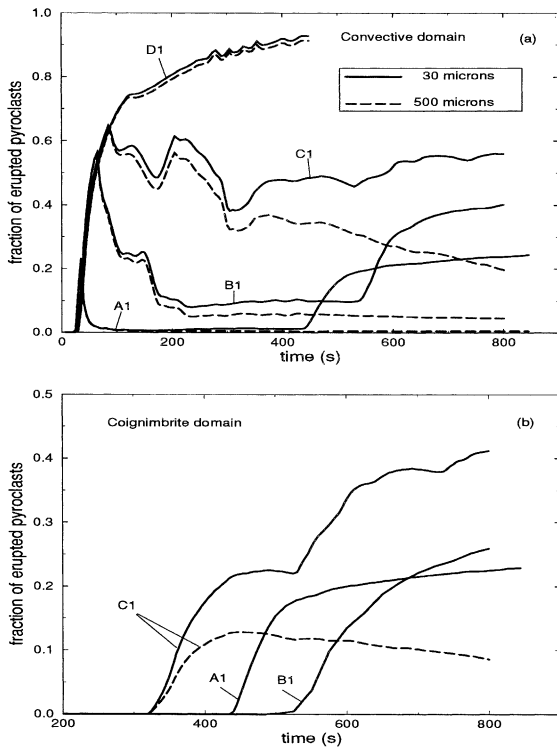 1.0
0.8
0.6
0.4
0.2
0.0
fraction of erupted pyroclasts
0
200
400
600
800
time (s)
Convective domain
(a)
30 microns
500 microns
D1
C1
B1
A1
0.5
0.4
0.3
0.2
0.1
0.0
fraction of erupted pyroclasts
200
400
600
800
time (s)
Coignimbrite domain
(b)
C1
A1
B1